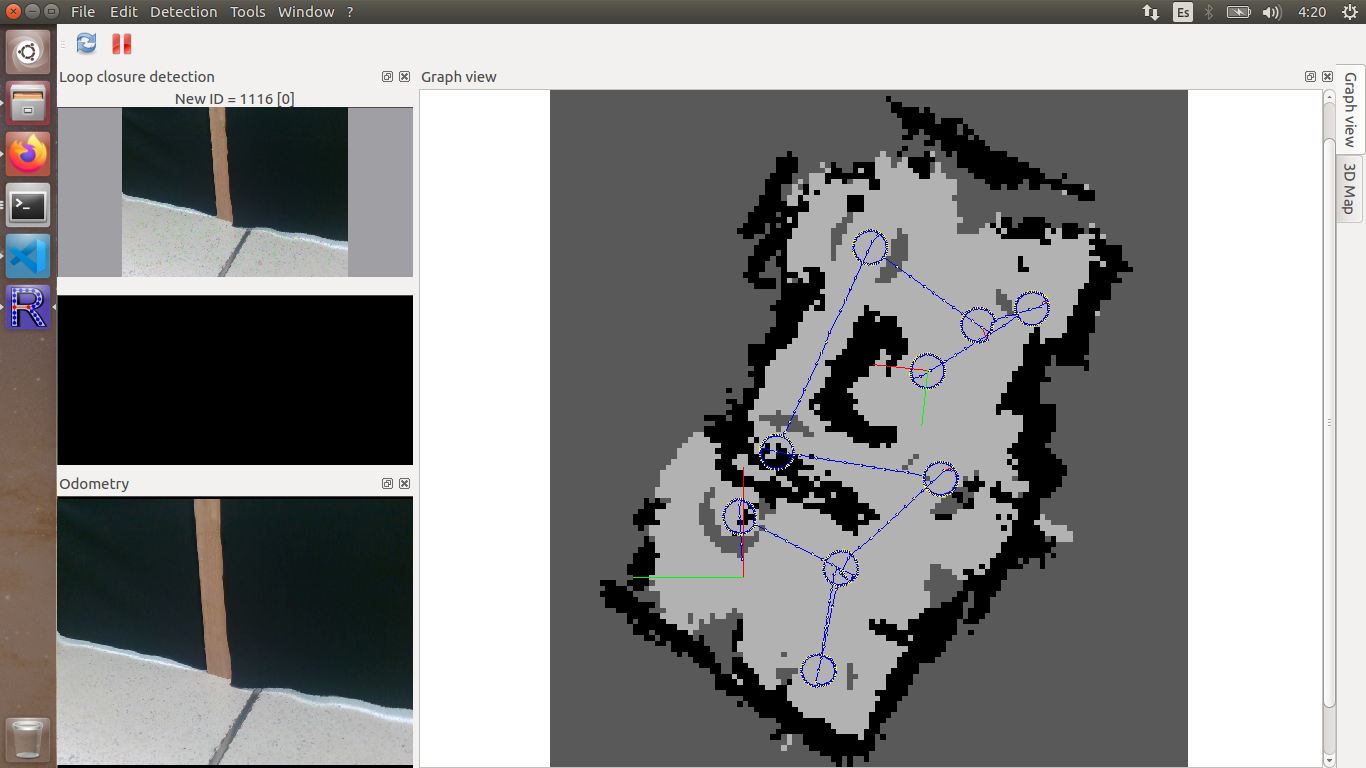 File Edit Detection Tools Window ?
Es
4:20
Loop closure detection
New ID = 1116 [0]
Odometry
Graph view
Graph view
3D Map
R